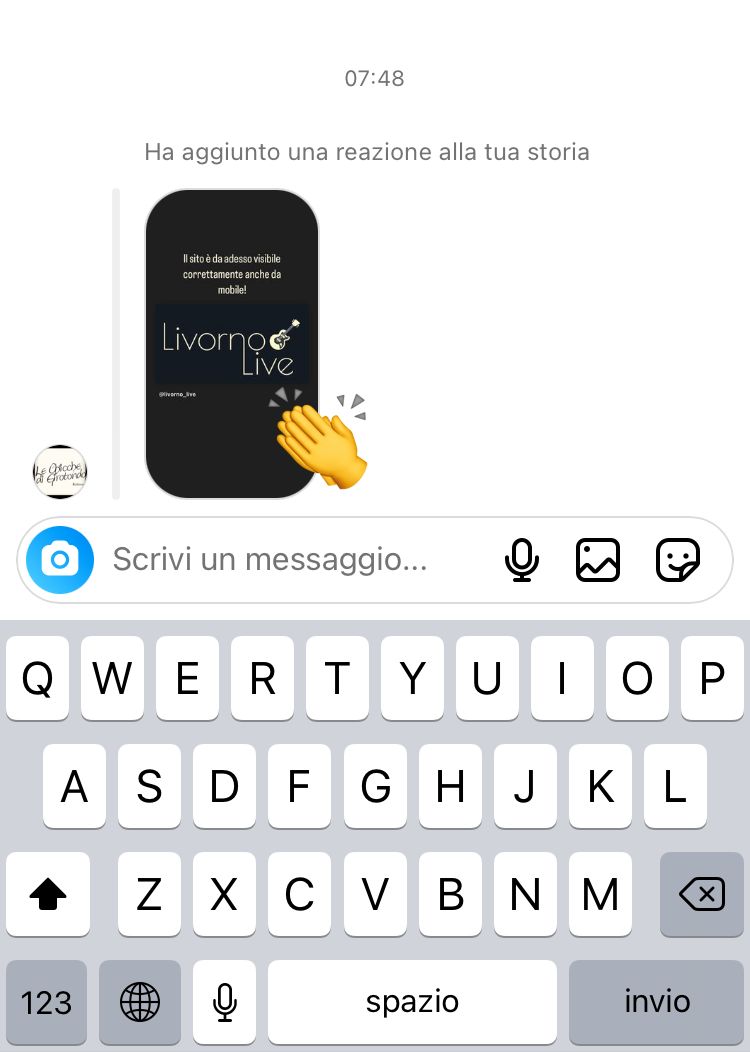 07:48
Ha aggiunto una reazione alla tua storia
Il sito è da adesso visibile
correttamente anche da
mobile!
Livorno
Live
@livorno_live
Le Chicche
di Girotondo
Scrivi un messaggio...
Q W E R T Y U I O P
A S D F G H J K L
Z X C V B N M
123 spazio invio